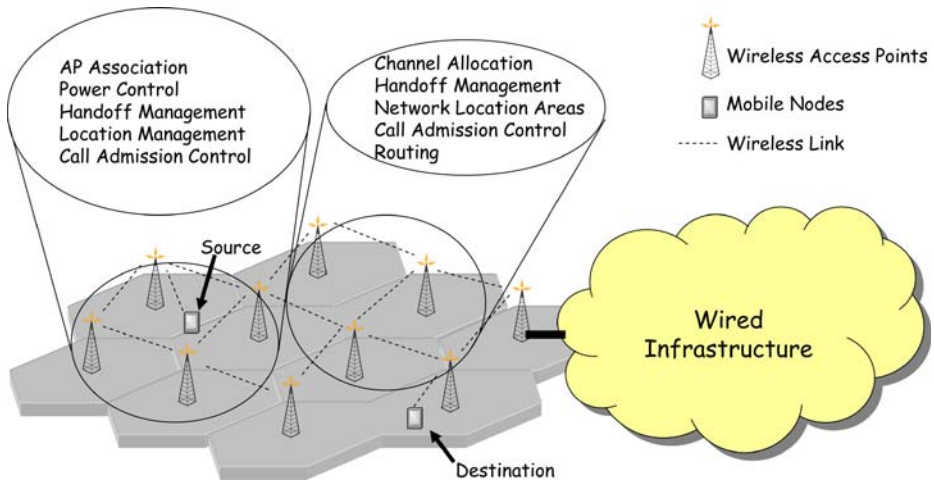 AP Association
Power Control
Handoff Management
Location Management
Call Admission Control
Channel Allocation
Handoff Management
Network Location Areas
Call Admission Control
Routing
Wireless Access Points
Mobile Nodes
Wireless Link
Source
Wired
Infrastructure
Destination